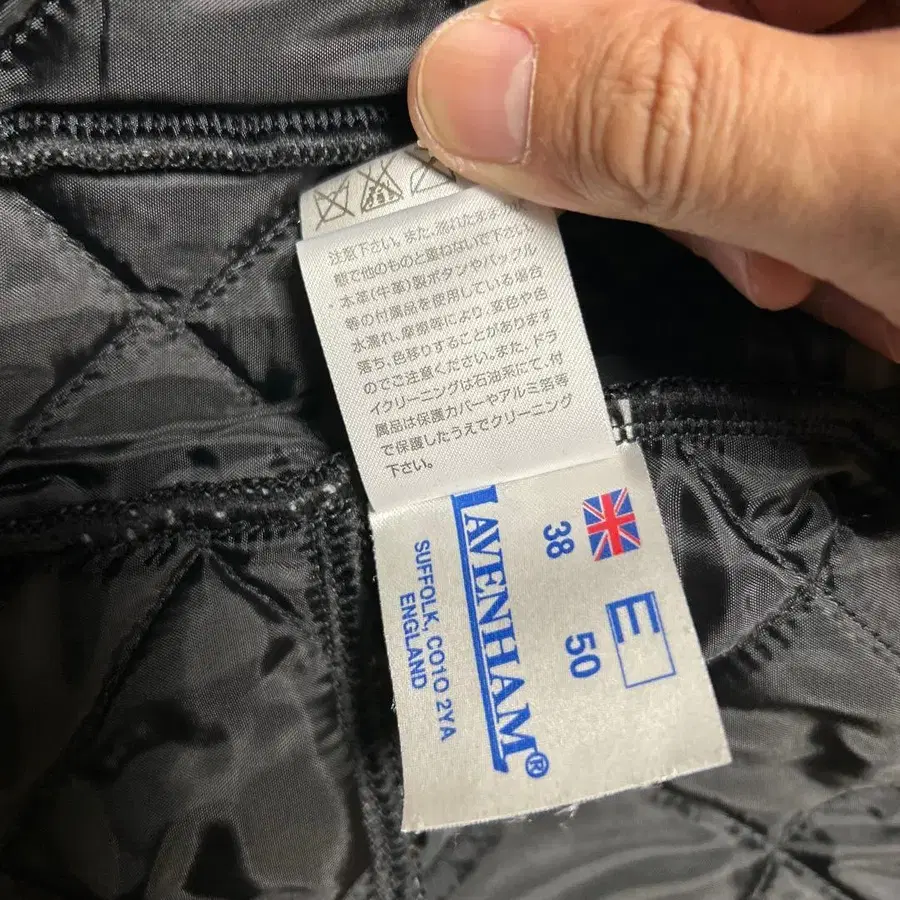 注意下さい。また、濡れたまま
態で他のものと重ねないで下さい
・本革(牛革)製ボタンやバックル
等の付属品を使用している場合
水濡れ、摩擦等により、変色や色
落ち、色移りすることがあります
のでご注意ください。また、ドラ
イクリーニングは石油系にて、付
属品は保護カバーやアルミ箔等
で保護したうえでクリーニング
下さい。
LAVENHAM®
SUFFOLK, CO10 2YA
ENGLAND
38
E
50